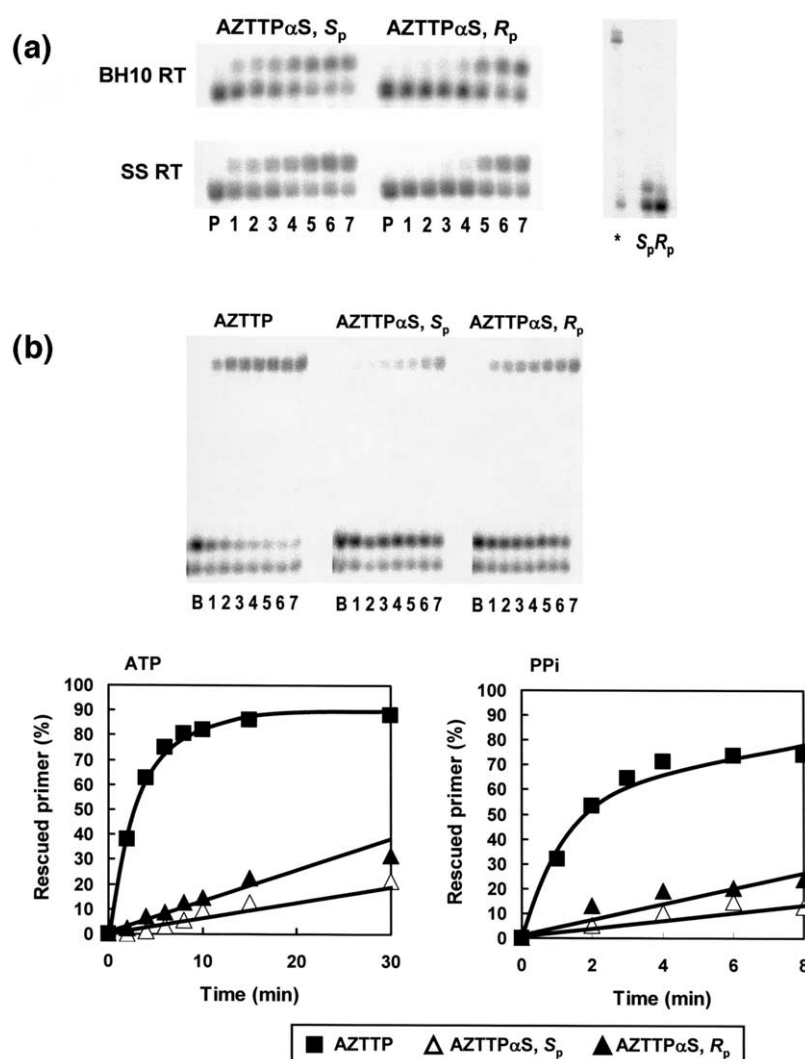 (a)
AZTTPαS, Sp AZTTPαS, Rp
BH10 RT
SS RT
P 1 2 3 4 5 6 7 P 1 2 3 4 5 6 7
* SpRp
(b)
AZTTP AZTTPαS, Sp AZTTPαS, Rp
B 1 2 3 4 5 6 7 B 1 2 3 4 5 6 7 B 1 2 3 4 5 6 7
ATP
Rescued primer (%)
100
90
80
70
60
50
40
30
20
10
0
0 10 20 30
Time (min)
PPi
Rescued primer (%)
100
90
80
70
60
50
40
30
20
10
0
0 2 4 6 8
Time (min)
AZTTP AZTTPαS, Sp AZTTPαS, Rp